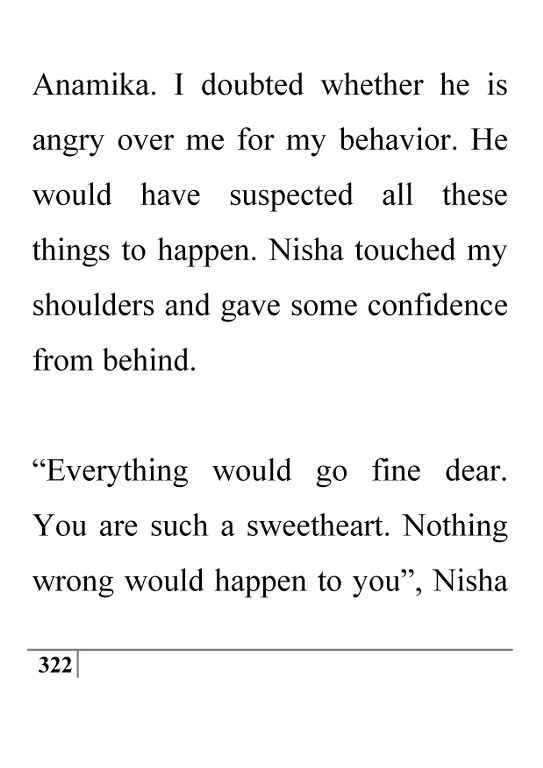 Anamika. I doubted whether he is
angry over me for my behavior. He
would have suspected all these
things to happen. Nisha touched my
shoulders and gave some confidence
from behind.
“Everything would go fine dear.
You are such a sweetheart. Nothing
wrong would happen to you”, Nisha
322